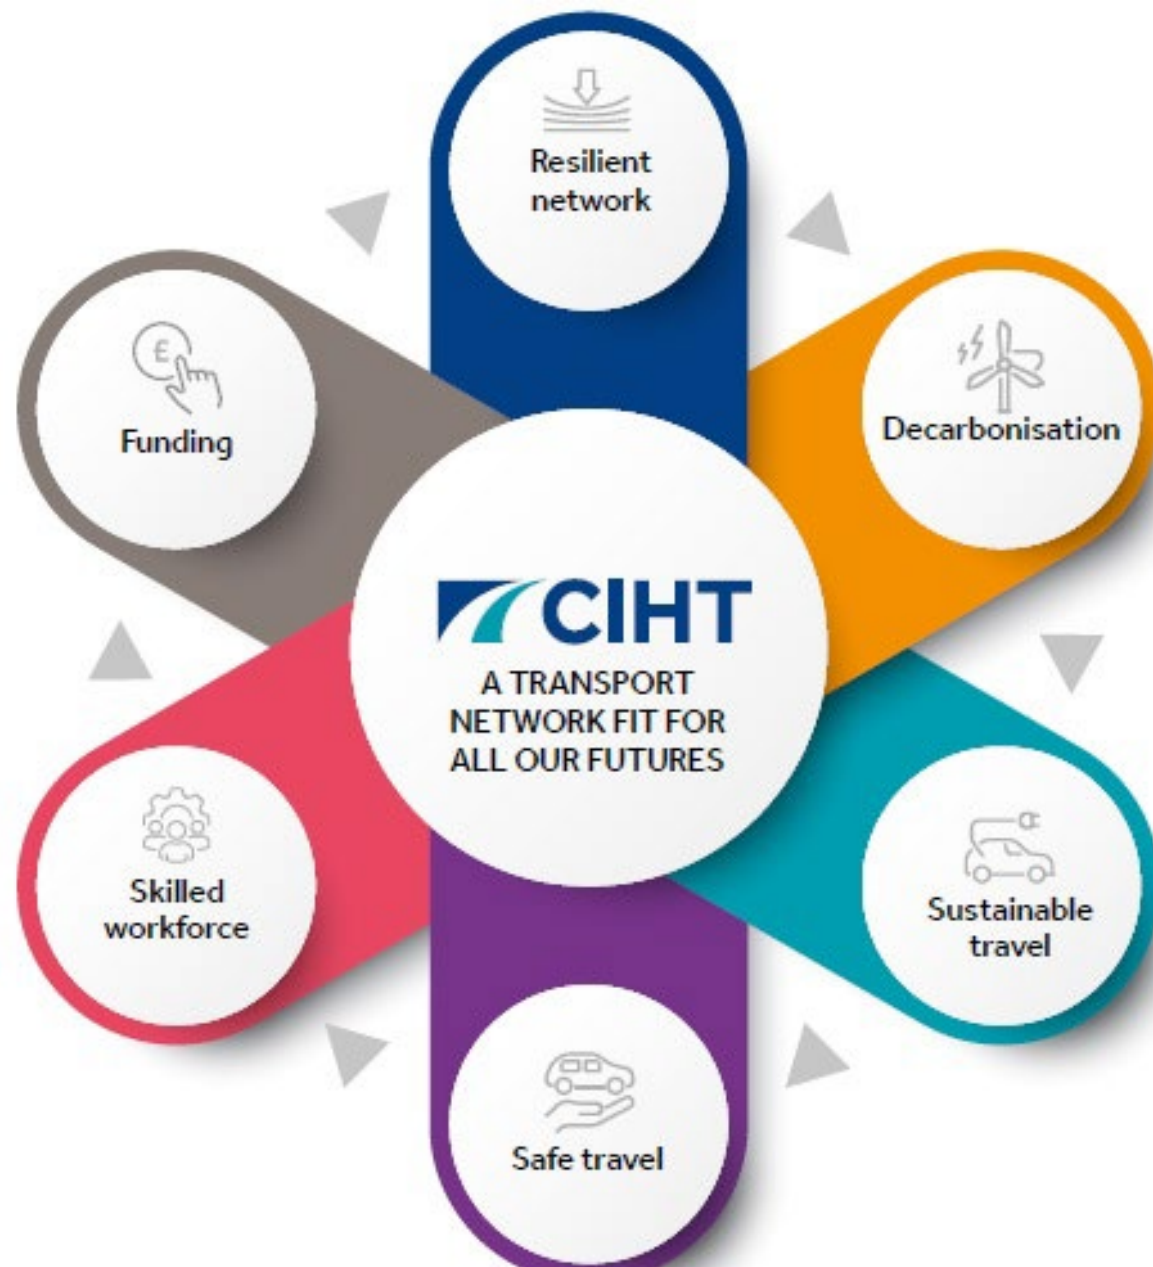 Resilient
network
Decarbonisation
Sustainable
travel
Safe travel
Skilled
workforce
£
Funding
CIHT
A TRANSPORT
NETWORK FIT FOR
ALL OUR FUTURES